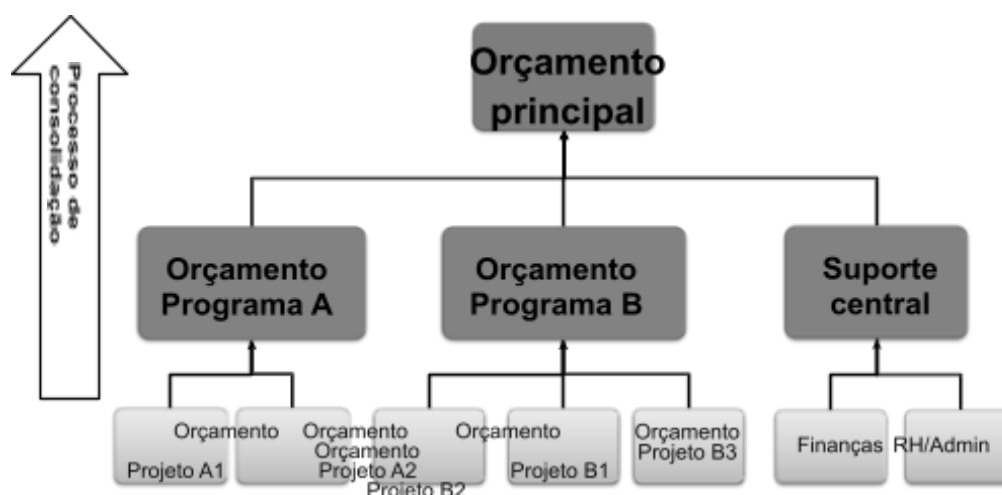 Processo de
consolidação
Orçamento
principal
Orçamento
Programa A
Orçamento
Programa B
Suporte
central
Orçamento
Projeto A1
Orçamento
Projeto A2
Orçamento
Projeto B2
Orçamento
Projeto B1
Orçamento
Projeto B3
Finanças
RH/Admin